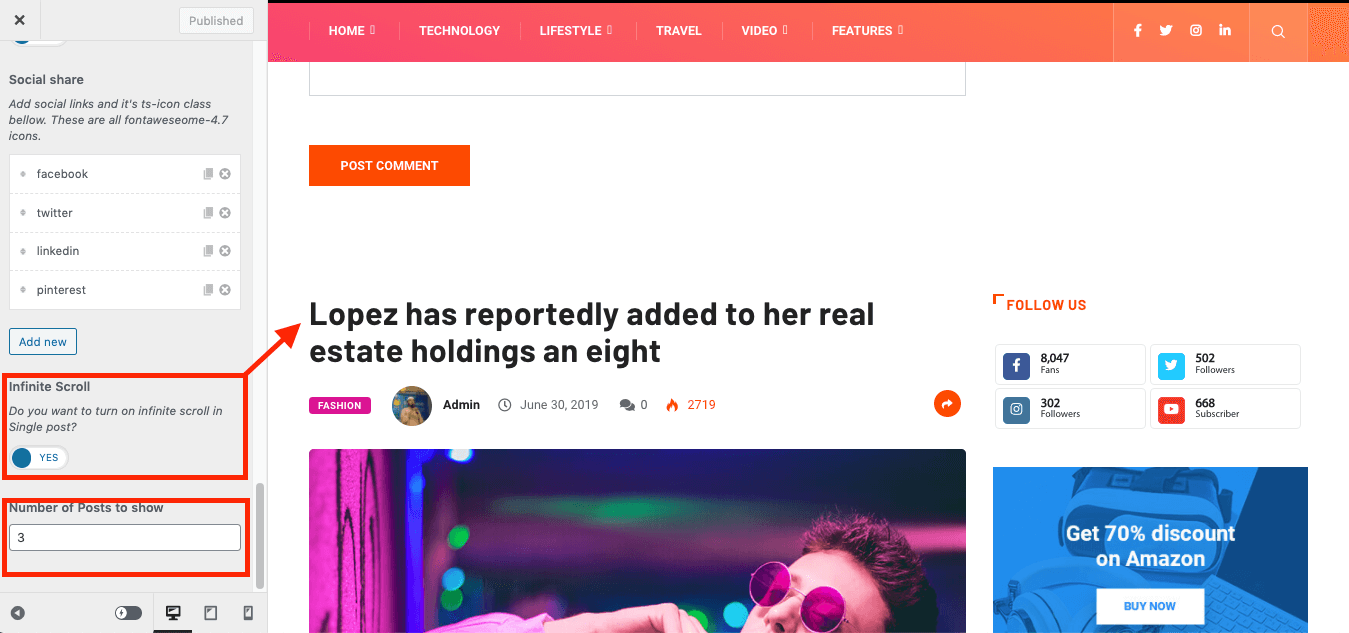 Published
Social share
Add social links and it's ts-icon class
bellow. These are all fontaweseome-4.7
icons.
facebook
twitter
linkedin
pinterest
Add new
Infinite Scroll
Do you want to turn on infinite scroll in
Single post?
YES
Number of Posts to show
3
HOME TECHNOLOGY LIFESTYLE TRAVEL VIDEO FEATURES
POST COMMENT
Lopez has reportedly added to her real
estate holdings an eight
FASHION Admin June 30, 2019 0 2719
FOLLOW US
8,047
Fans
502
Followers
302
Followers
668
Subscriber
Get 70% discount
on Amazon
BUY NOW